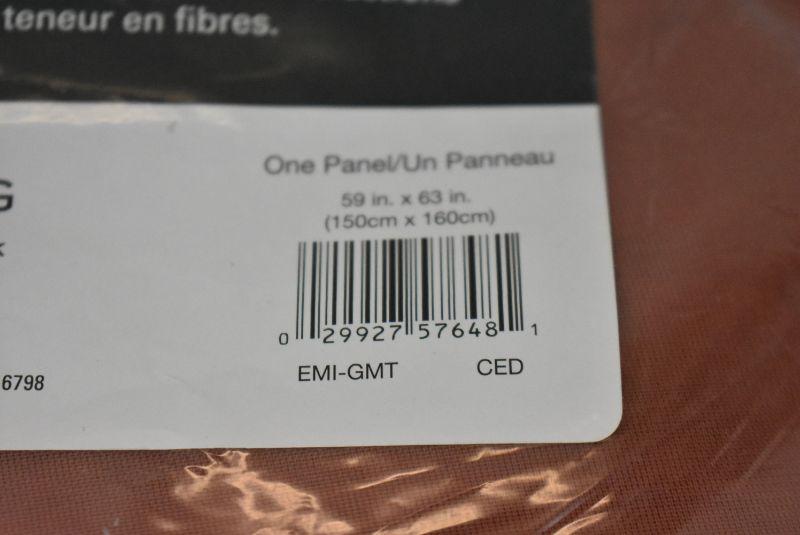 teneur en fibres.
One Panel/Un Panneau
59 in. x 63 in.
(150cm x 160cm)
G
0 29927 57648 1
EMI-GMT CED
6798